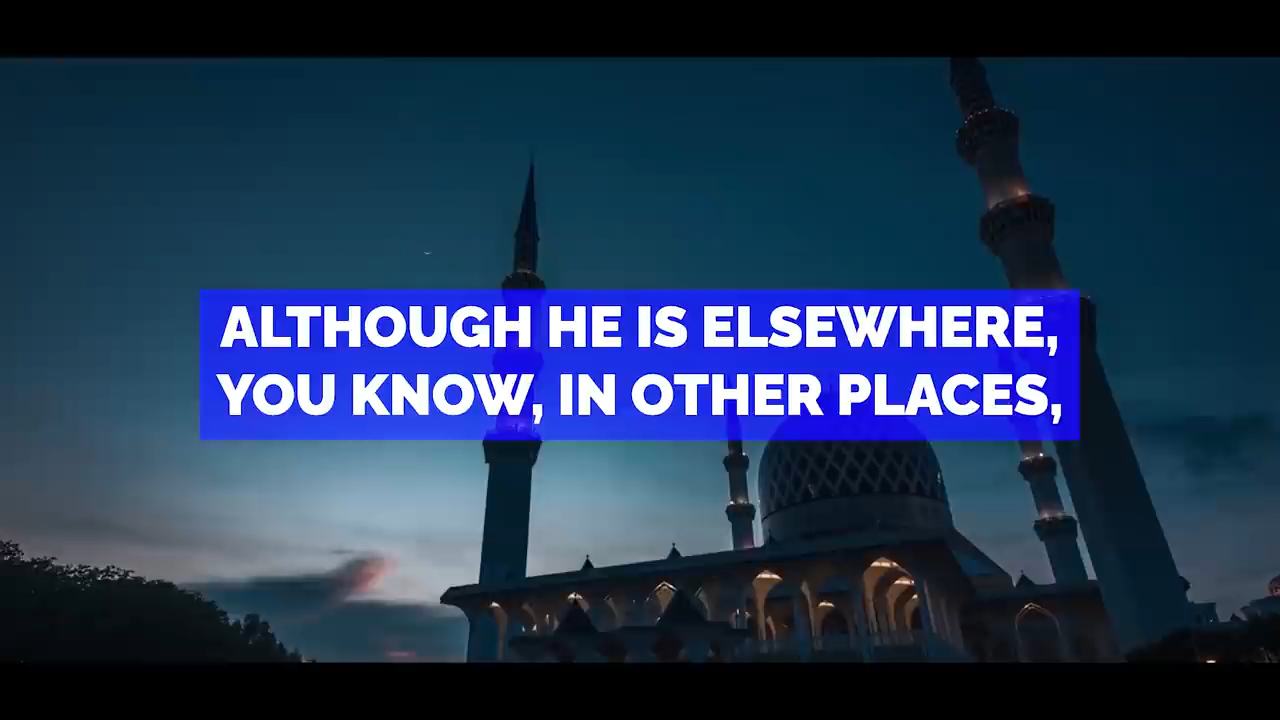 ALTHOUGH HE IS ELSEWHERE,
YOU KNOW, IN OTHER PLACES,